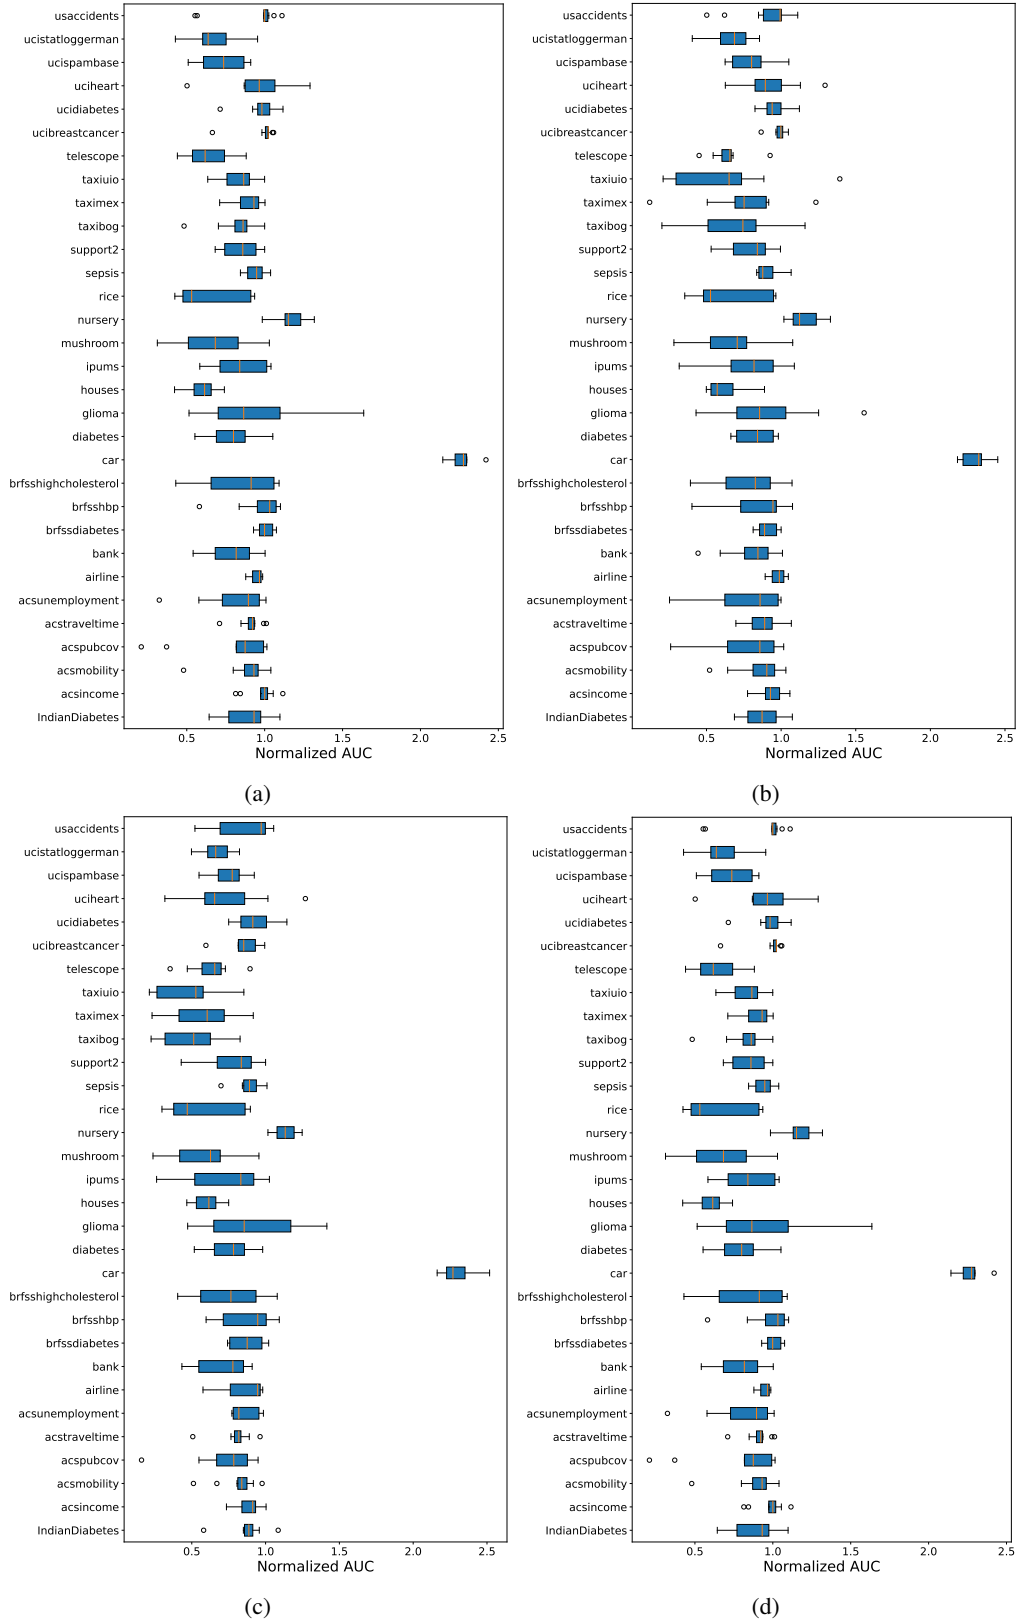 usaccidents
ucistatloggerman
ucispambase
uciheart
ucidiabetes
ucibreastcancer
telescope
taxiuio
taximex
taxibog
support2
sepsis
rice
nursery
mushroom
ipums
houses
glioma
diabetes
car
brfsshighcholesterol
brfsshbp
brfssdiabetes
bank
airline
acsunemployment
acstraveltime
acspubcov
acsmobility
acsincome
IndianDiabetes
0.5 1.0 1.5 2.0 2.5
Normalized AUC
(a)
usaccidents
ucistatloggerman
ucispambase
uciheart
ucidiabetes
ucibreastcancer
telescope
taxiuio
taximex
taxibog
support2
sepsis
rice
nursery
mushroom
ipums
houses
glioma
diabetes
car
brfsshighcholesterol
brfsshbp
brfssdiabetes
bank
airline
acsunemployment
acstraveltime
acspubcov
acsmobility
acsincome
IndianDiabetes
0.5 1.0 1.5 2.0 2.5
Normalized AUC
(b)
usaccidents
ucistatloggerman
ucispambase
uciheart
ucidiabetes
ucibreastcancer
telescope
taxiuio
taximex
taxibog
support2
sepsis
rice
nursery
mushroom
ipums
houses
glioma
diabetes
car
brfsshighcholesterol
brfsshbp
brfssdiabetes
bank
airline
acsunemployment
acstraveltime
acspubcov
acsmobility
acsincome
IndianDiabetes
0.5 1.0 1.5 2.0 2.5
Normalized AUC
(c)
usaccidents
ucistatloggerman
ucispambase
uciheart
ucidiabetes
ucibreastcancer
telescope
taxiuio
taximex
taxibog
support2
sepsis
rice
nursery
mushroom
ipums
houses
glioma
diabetes
car
brfsshighcholesterol
brfsshbp
brfssdiabetes
bank
airline
acsunemployment
acstraveltime
acspubcov
acsmobility
acsincome
IndianDiabetes
0.5 1.0 1.5 2.0 2.5
Normalized AUC
(d)